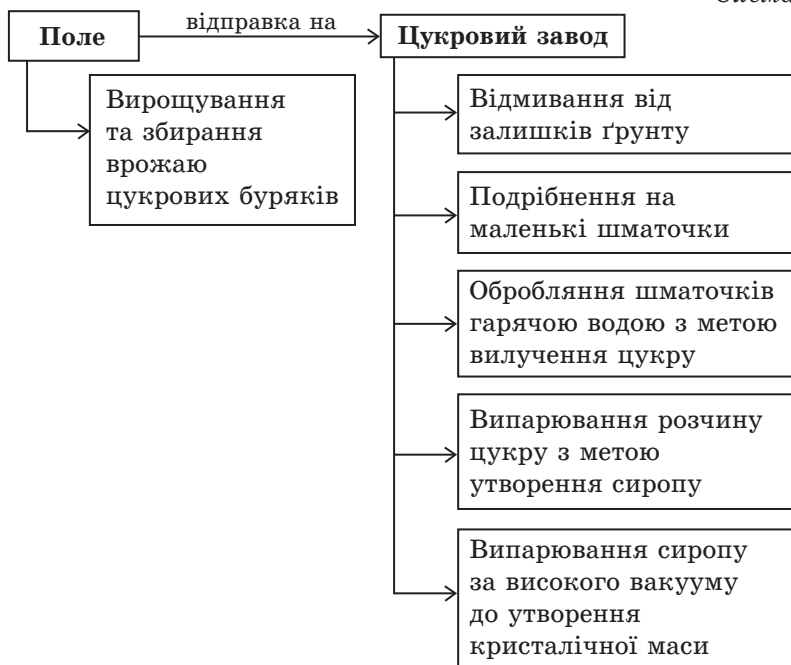 Поле
відправка на
Цукровий завод
Вирощування
та збирання
врожаю
цукрових буряків
Відмивання від
залишків ґрунту
Подрібнення на
маленькі шматочки
Обробляння шматочків
гарячою водою з метою
вилучення цукру
Випарювання розчину
цукру з метою
утворення сиропу
Випарювання сиропу
за високого вакууму
до утворення
кристалічної маси